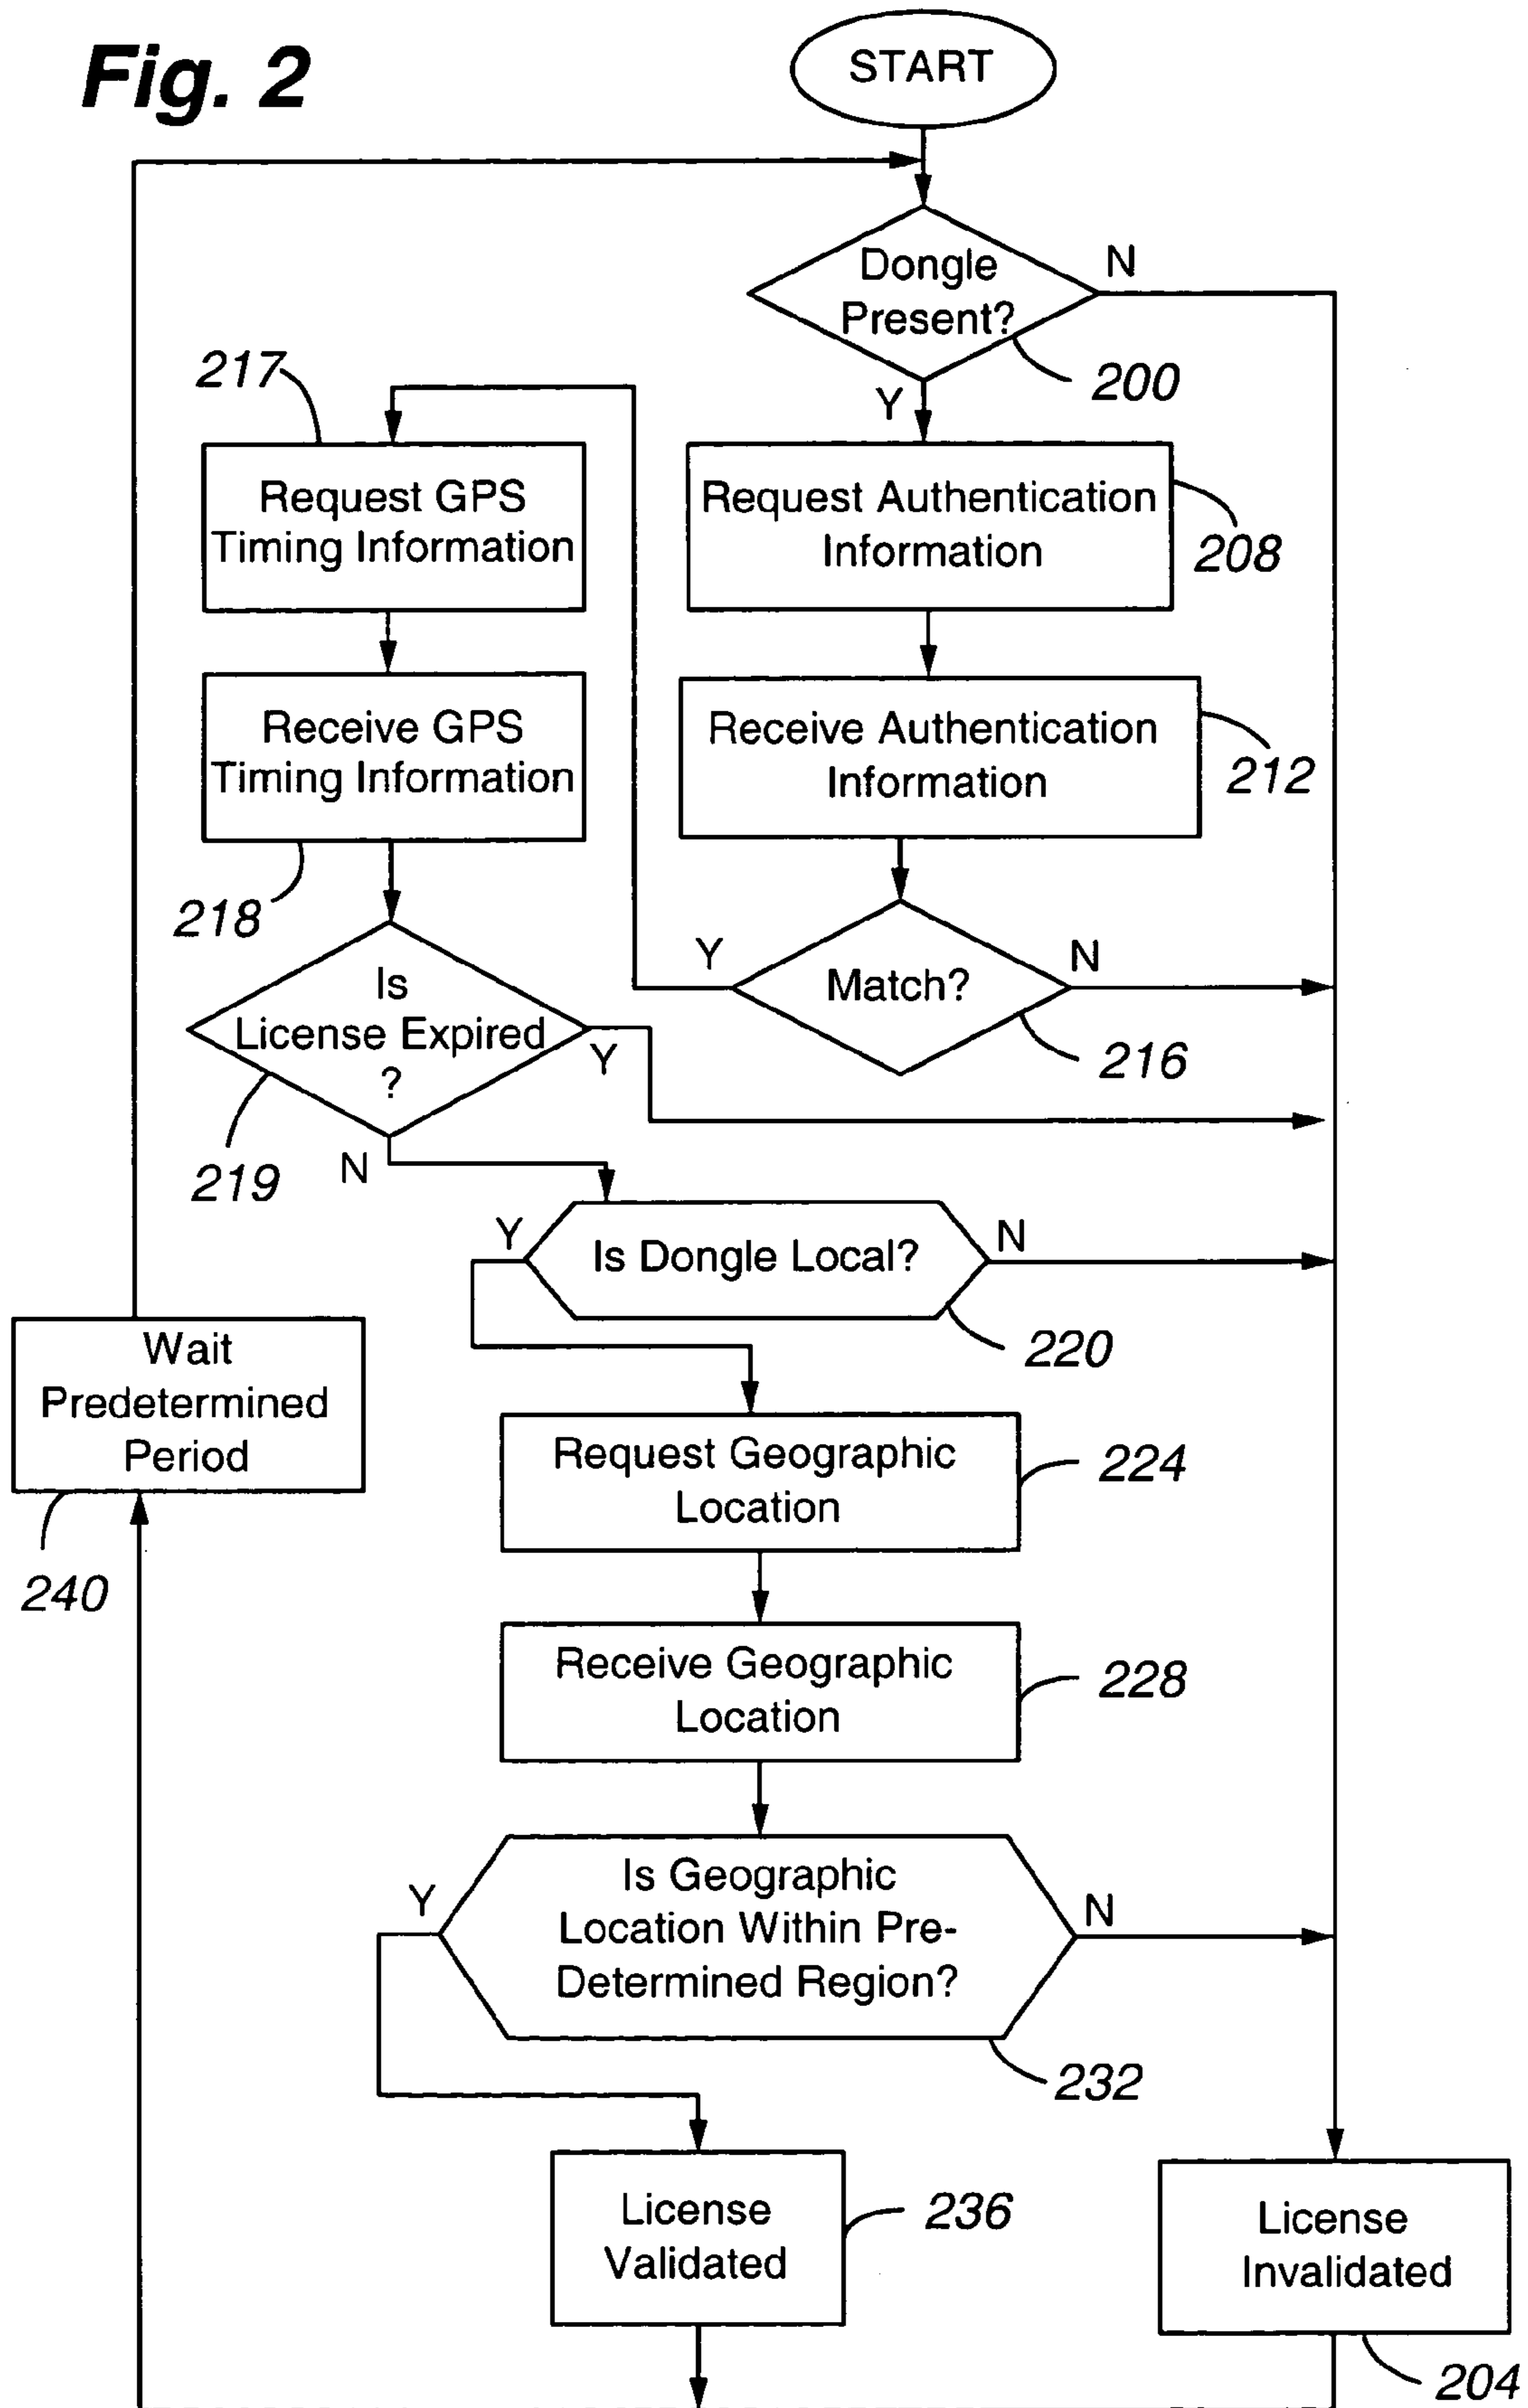 Fig. 2
START
Dongle
Present?
N
200
Y
217
Request GPS
Timing Information
Request Authentication
Information
208
Receive GPS
Timing Information
218
Receive Authentication
Information
212
Y
Match?
N
216
Is
License Expired
?
Y
219
N
Y
Is Dongle Local?
N
220
Wait
Predetermined
Period
240
Request Geographic
Location
224
Receive Geographic
Location
228
Y
Is Geographic
Location Within Pre-
Determined Region?
N
232
License
Validated
236
License
Invalidated
204